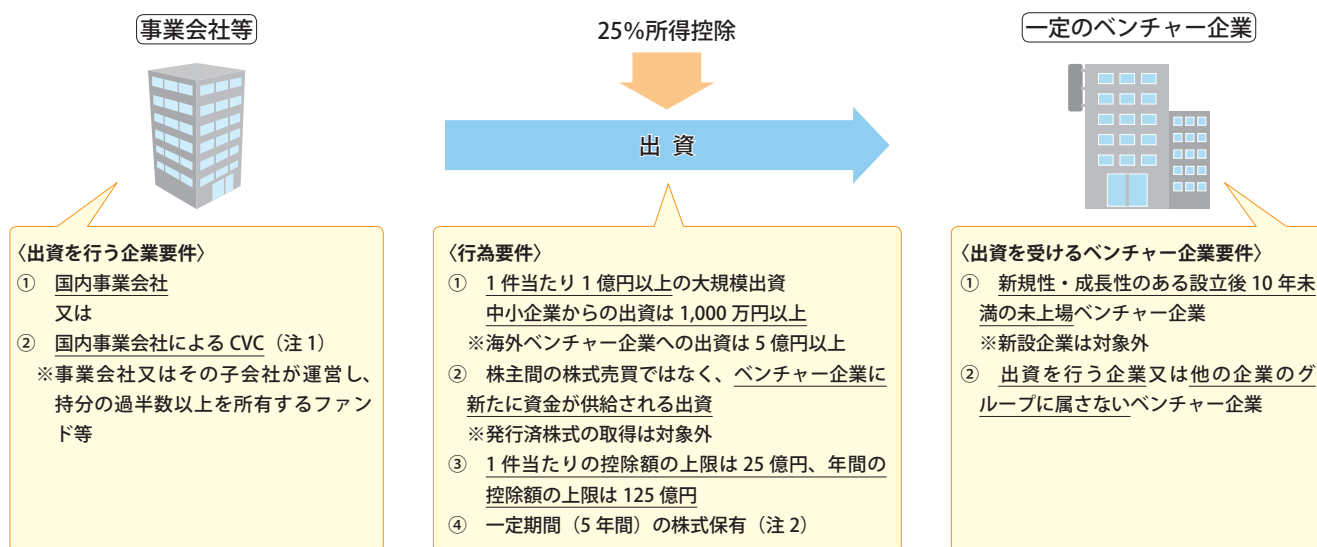 事業会社等
25%所得控除
一定のベンチャー企業
出 資
〈出資を行う企業要件〉
① 国内事業会社
又は
② 国内事業会社による CVC（注 1）
※事業会社又はその子会社が運営し、
持分の過半数以上を所有するファン
ド等
〈行為要件〉
① 1 件当たり 1 億円以上の大規模出資
中小企業からの出資は 1,000 万円以上
※海外ベンチャー企業への出資は 5 億円以上
② 株主間の株式売買ではなく、ベンチャー企業に
新たに資金が供給される出資
※発行済株式の取得は対象外
③ 1 件当たりの控除額の上限は 25 億円、年間の
控除額の上限は 125 億円
④ 一定期間（5 年間）の株式保有（注 2）
〈出資を受けるベンチャー企業要件〉
① 新規性・成長性のある設立後 10 年未
満の未上場ベンチャー企業
※新設企業は対象外
② 出資を行う企業又は他の企業のグ
ループに属さないベンチャー企業